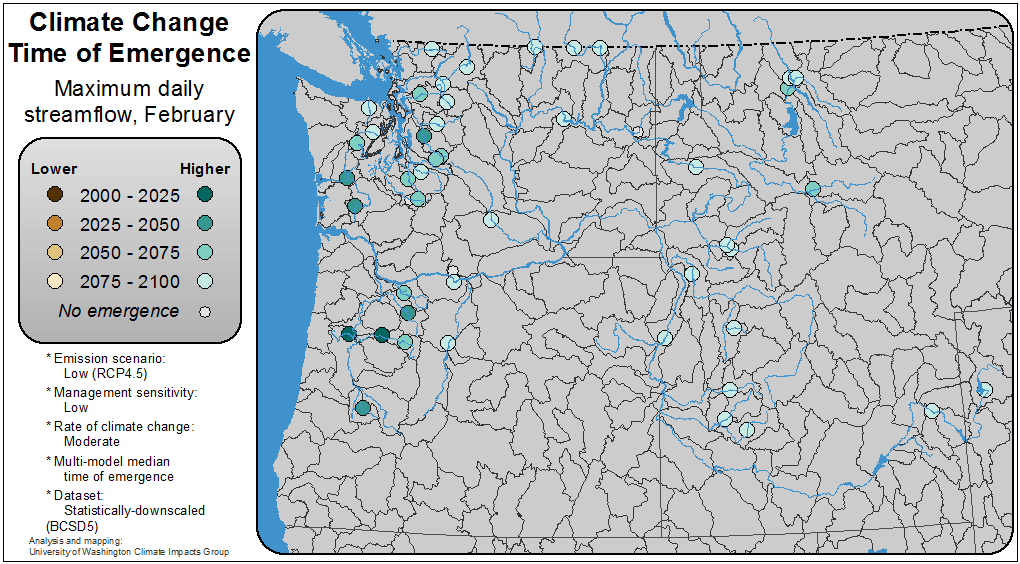 Climate Change
Time of Emergence
Maximum daily
streamflow, February
Lower Higher
2000 - 2025
2025 - 2050
2050 - 2075
2075 - 2100
No emergence
* Emission scenario:
Low (RCP4.5)
* Management sensitivity:
Low
* Rate of climate change:
Moderate
* Multi-model median
time of emergence
* Dataset:
Statistically-downscaled
(BCSD5)
Analysis and mapping:
University of Washington Climate Impacts Group